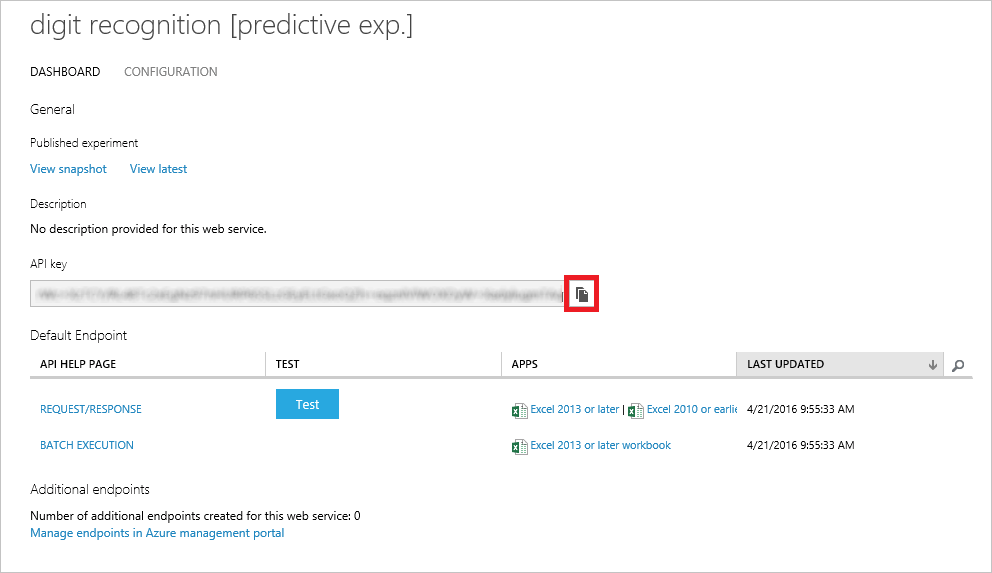 digit recognition [predictive exp.]
DASHBOARD CONFIGURATION
General
Published experiment
View snapshot View latest
Description
No description provided for this web service.
API key
Default Endpoint
API HELP PAGE TEST APPS LAST UPDATED
REQUEST/RESPONSE Test Excel 2013 or later | Excel 2010 or earlie 4/21/2016 9:55:33 AM
BATCH EXECUTION Excel 2013 or later workbook 4/21/2016 9:55:33 AM
Additional endpoints
Number of additional endpoints created for this web service: 0
Manage endpoints in Azure management portal